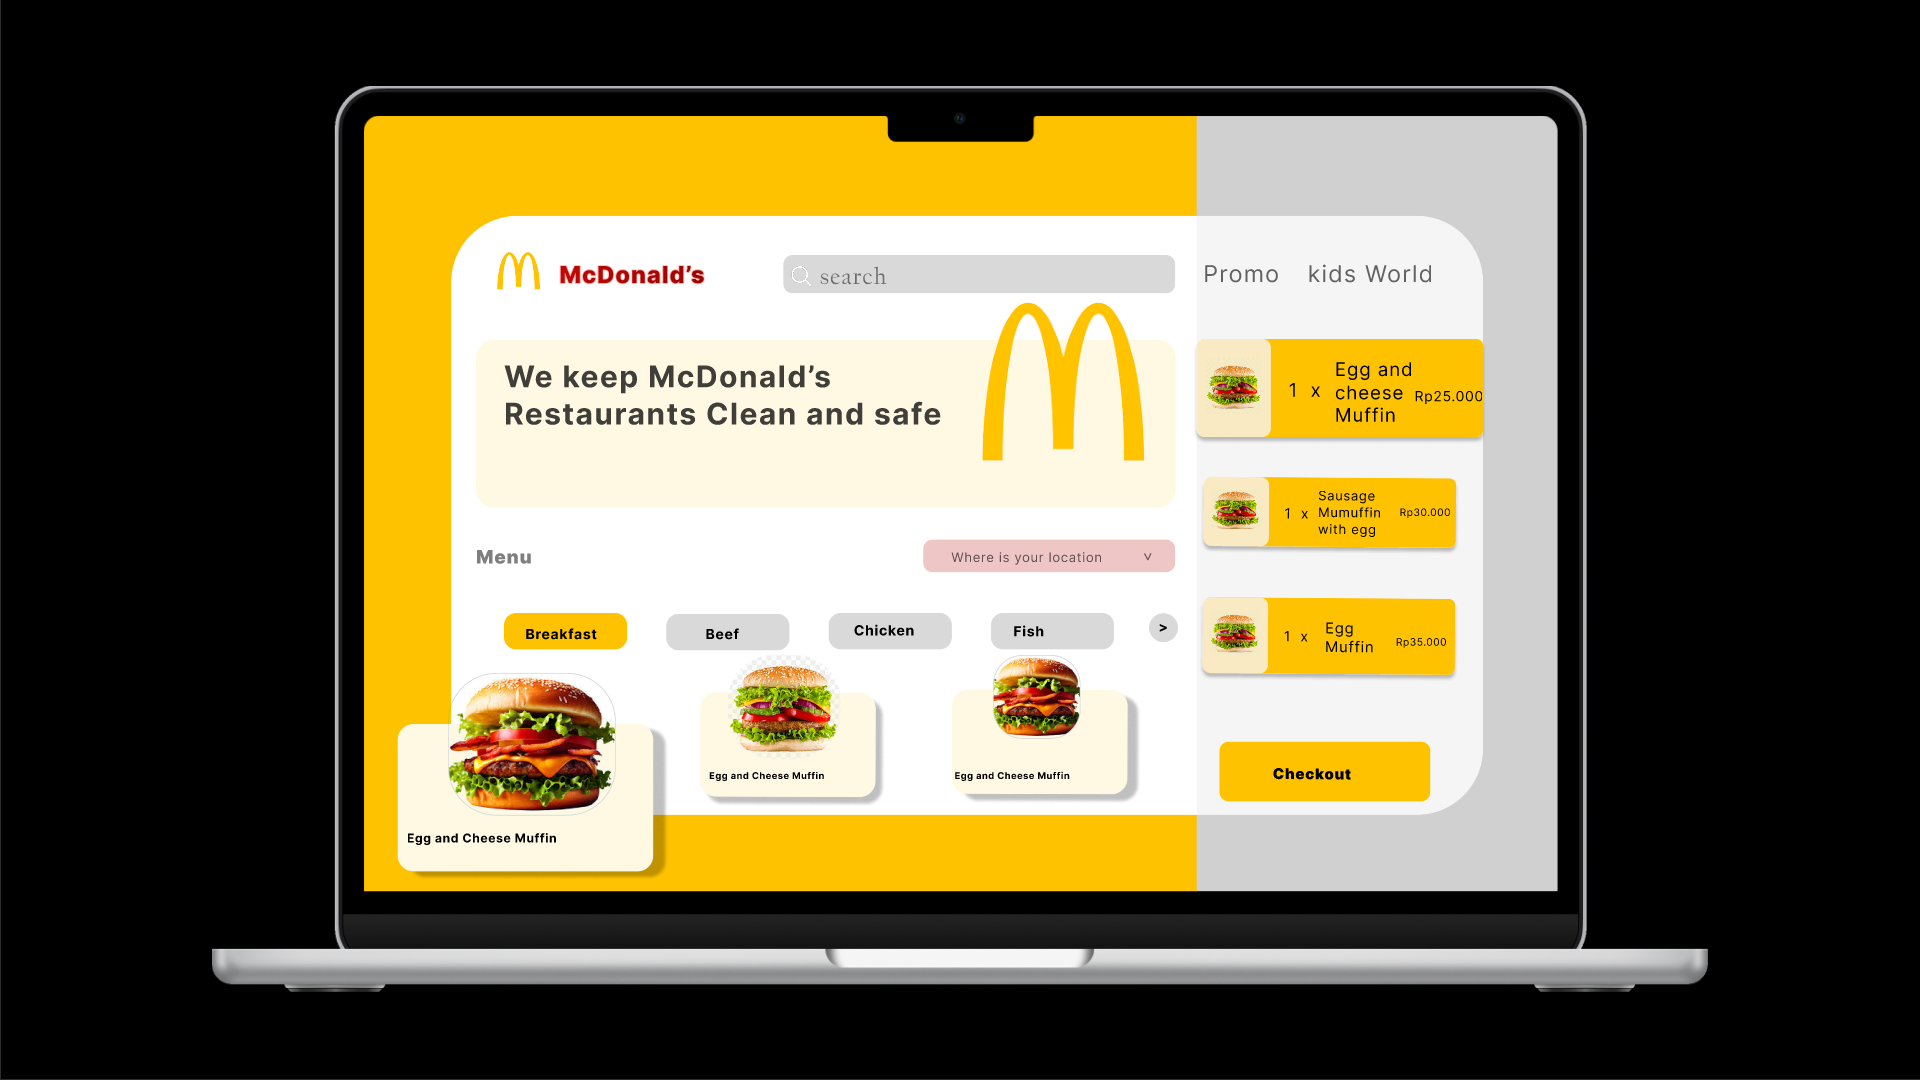 McDonald’s
search
Promo
kids World
We keep McDonald’s
Restaurants Clean and safe
Menu
Where is your location
v
Breakfast
Beef
Chicken
Fish
>
Egg and Cheese Muffin
Egg and Cheese Muffin
Egg and Cheese Muffin
1 x
Egg and
cheese
Muffin
Rp25.000
1 x
Sausage
Mumuffin
with egg
Rp30.000
1 x
Egg
Muffin
Rp35.000
Checkout